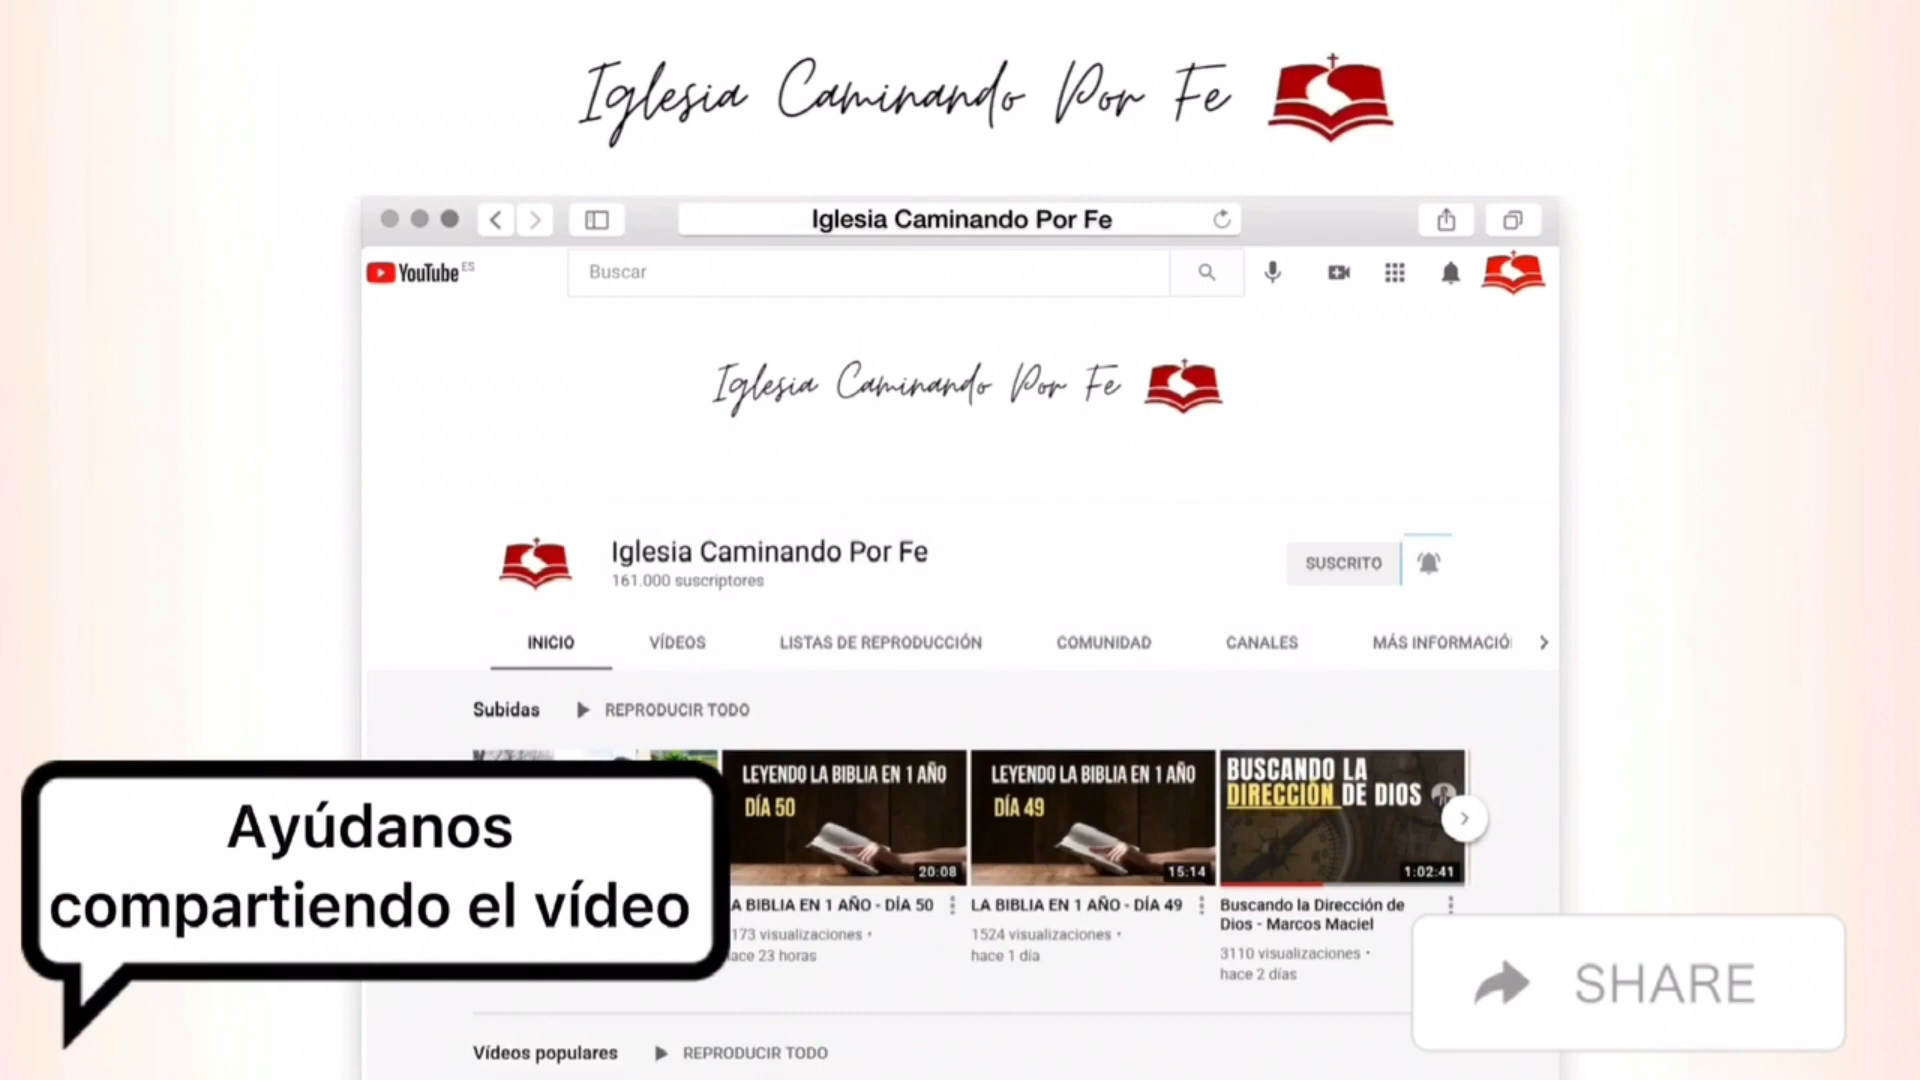 Iglesia Caminando Por Fe
Iglesia Caminando Por Fe
YouTube ES
Buscar
Iglesia Caminando Por Fe
Iglesia Caminando Por Fe
161.000 suscriptores
SUSCRITO
INICIO VÍDEOS LISTAS DE REPRODUCCIÓN COMUNIDAD CANALES MÁS INFORMACIÓ
Subidas REPRODUCIR TODO
LEYENDO LA BIBLIA EN 1 AÑO
DÍA 50
20:08
LEYENDO LA BIBLIA EN 1 AÑO
DÍA 49
15:14
BUSCANDO LA
DIRECCIÓN DE DIOS
1:02:41
A BIBLIA EN 1 AÑO - DÍA 50
173 visualizaciones •
ace 23 horas
LA BIBLIA EN 1 AÑO - DÍA 49
1524 visualizaciones •
hace 1 día
Buscando la Dirección de
Dios - Marcos Maciel
3110 visualizaciones •
hace 2 días
Ayúdanos
compartiendo el vídeo
SHARE
Vídeos populares REPRODUCIR TODO